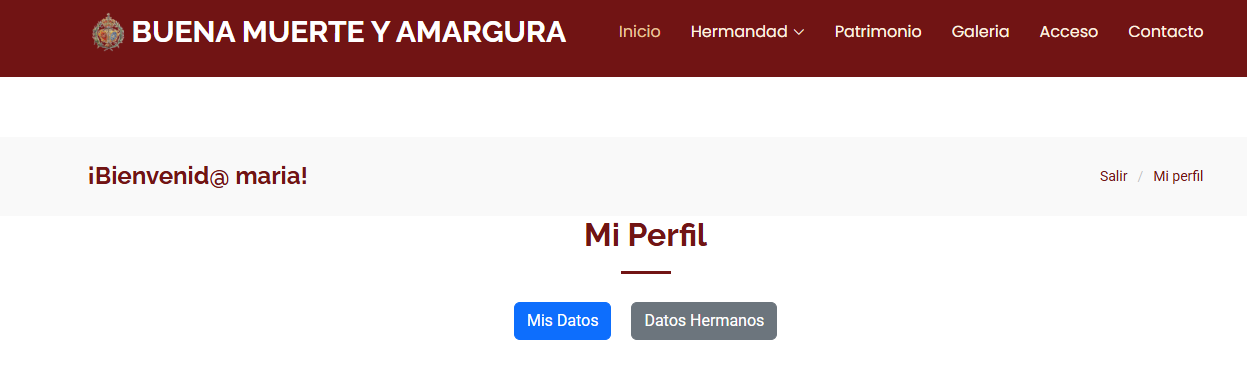 BUENA MUERTE Y AMARGURA Inicio Hermandad Patrimonio Galeria Acceso Contacto
¡Bienvenid@ maria! Salir / Mi perfil
Mi Perfil
Mis Datos Datos Hermanos